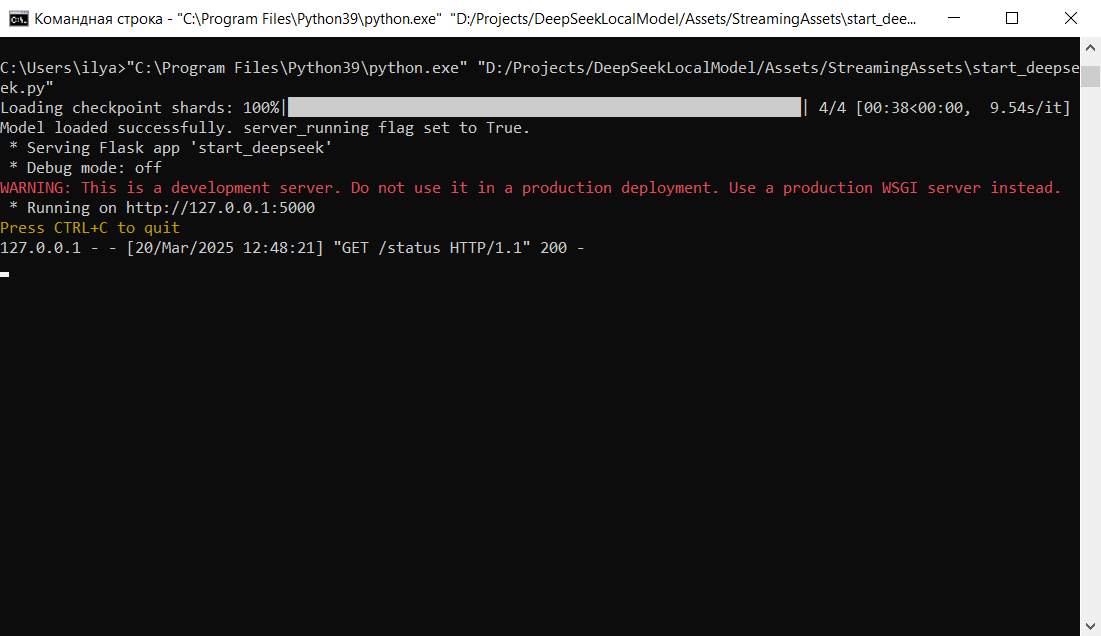 Командная строка - "C:\Program Files\Python39\python.exe" "D:/Projects/DeepSeekLocalModel/Assets/StreamingAssets\start_dee...
C:\Users\ilya>"C:\Program Files\Python39\python.exe" "D:/Projects/DeepSeekLocalModel/Assets/StreamingAssets\start_deepse
ek.py"
Loading checkpoint shards: 100%|██████████| 4/4 [00:38<00:00,  9.54s/it]
Model loaded successfully. server_running flag set to True.
 * Serving Flask app 'start_deepseek'
 * Debug mode: off
WARNING: This is a development server. Do not use it in a production deployment. Use a production WSGI server instead.
 * Running on http://127.0.0.1:5000
Press CTRL+C to quit
127.0.0.1 - - [20/Mar/2025 12:48:21] "GET /status HTTP/1.1" 200 -